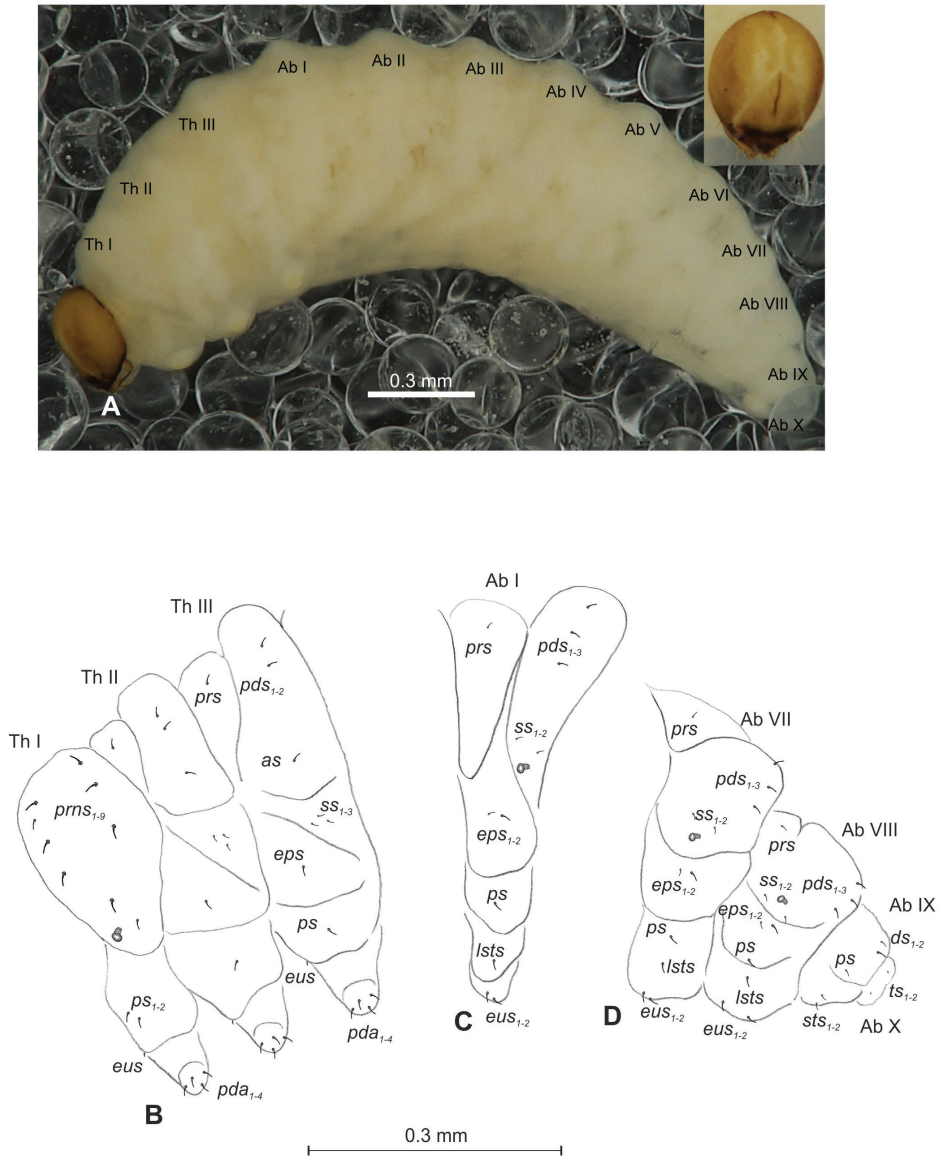 Ab I
Ab II
Ab III
Ab IV
Ab V
Th III
Th II
Th I
Ab VI
Ab VII
Ab VIII
Ab IX
Ab X
0.3 mm
A
Th III
Th II
Th I
prs
pds1-2
as
prns1-9
ss1-3
eps
ps
eus
ps1-2
pda1-4
eus
pda1-4
B
Ab I
prs
pds1-3
ss1-2
eps1-2
ps
lsts
eus1-2
C
prs
Ab VII
pds1-3
ss1-2
prs
Ab VIII
eps1-2
ss1-2
pds1-3
eps1-2
Ab IX
ps
ps
ds1-2
lsts
ps
lsts
ts1-2
eus1-2
eus1-2
sts1-2
Ab X
D
0.3 mm